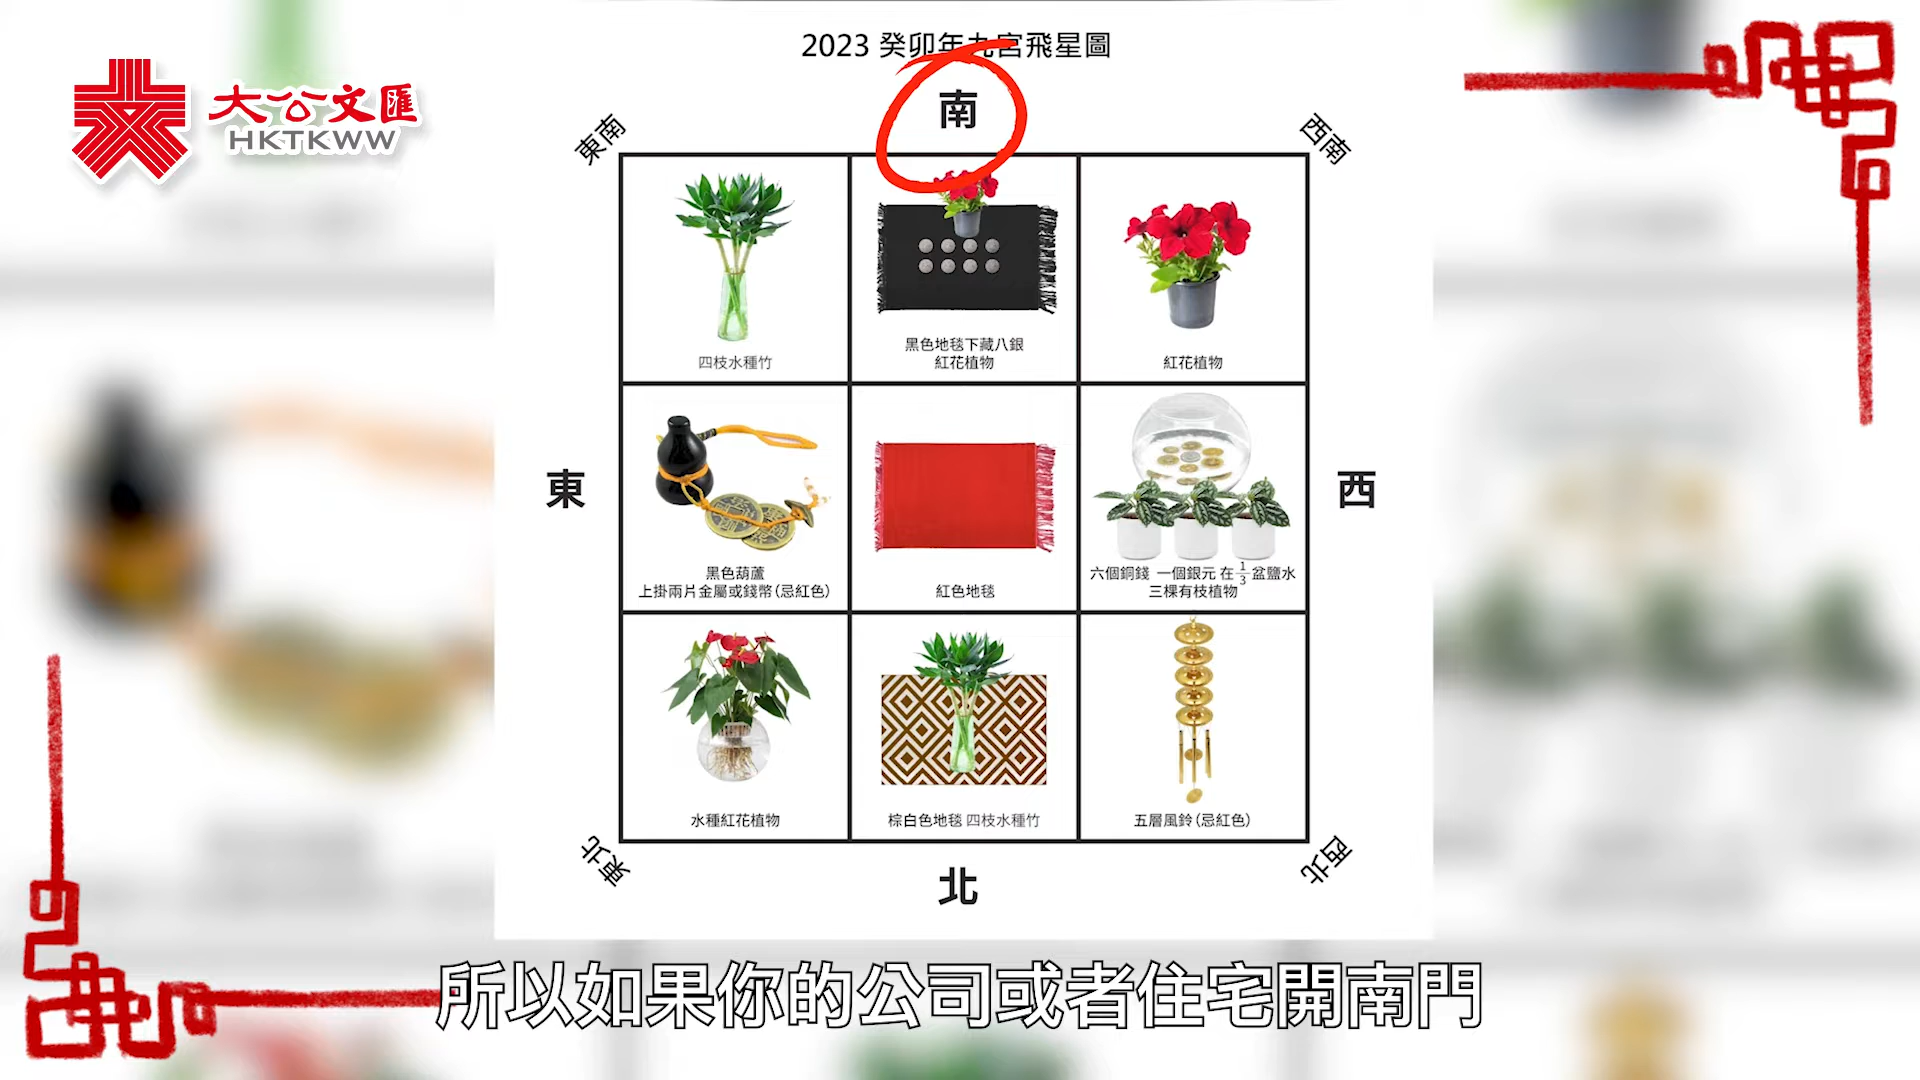 2023 癸卯年九宮飛星圖
大公文匯
HKTKWW
南
東南
西南
四枝水種竹
黑色地毯下藏八銀
紅花植物
紅花植物
東
西
黑色葫蘆
上掛兩片金屬或錢幣(忌紅色)
紅色地毯
六個銅錢 一個銀元 在1/3盆鹽水
三棵有枝植物
水種紅花植物
棕白色地毯 四枝水種竹
五層風鈴(忌紅色)
東北
西北
北
所以如果你的公司或者住宅開南門